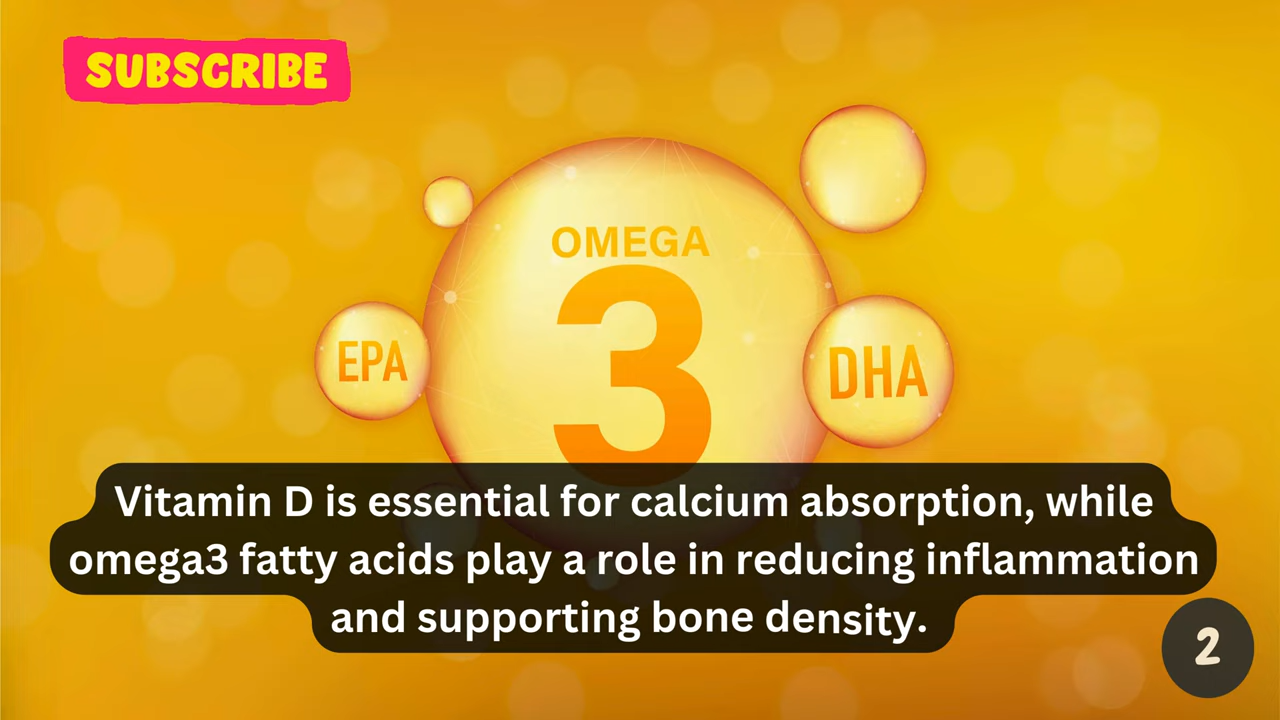 SUBSCRIBE
OMEGA
3
EPA
DHA
Vitamin D is essential for calcium absorption, while
omega3 fatty acids play a role in reducing inflammation
and supporting bone density.
2